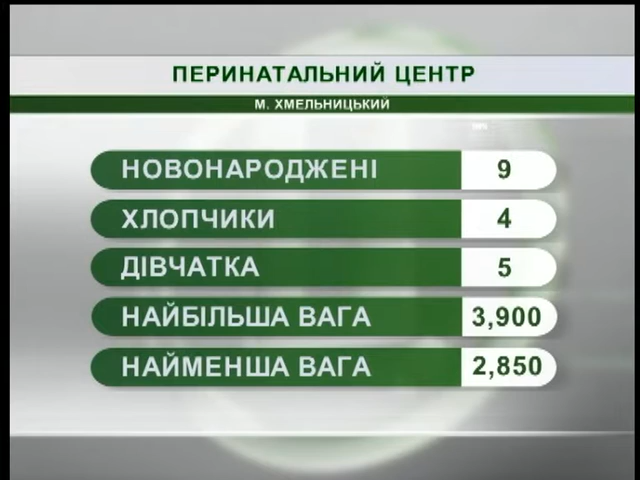 ПЕРИНАТАЛЬНИЙ ЦЕНТР
М. ХМЕЛЬНИЦЬКИЙ
НОВОНАРОДЖЕНІ 9
ХЛОПЧИКИ 4
ДІВЧАТКА 5
НАЙБІЛЬША ВАГА 3,900
НАЙМЕНША ВАГА 2,850